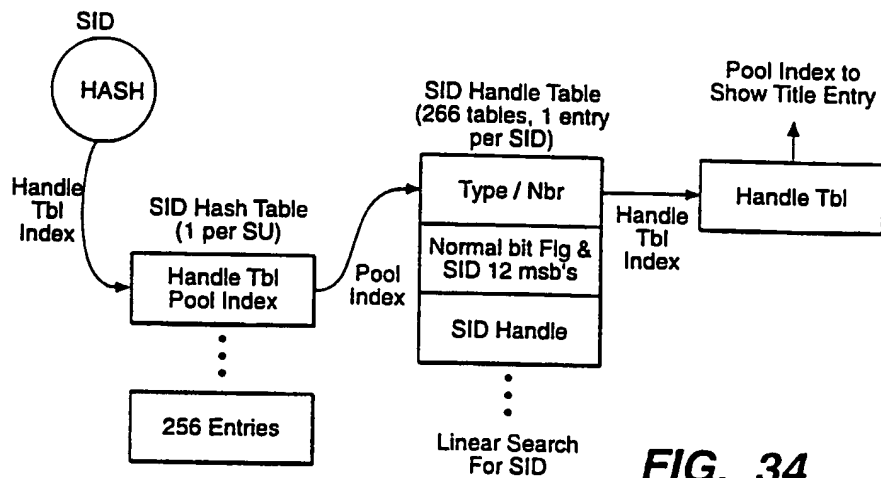 SID
HASH
Handle
Tbl
Index
SID Hash Table
(1 per SU)
Handle Tbl
Pool Index
256 Entries
Pool
Index
SID Handle Table
(266 tables, 1 entry
per SID)
Type / Nbr
Normal bit Flg &
SID 12 msb's
SID Handle
Linear Search
For SID
Handle
Tbl
Index
Pool Index to
Show Title Entry
Handle Tbl
FIG. 34